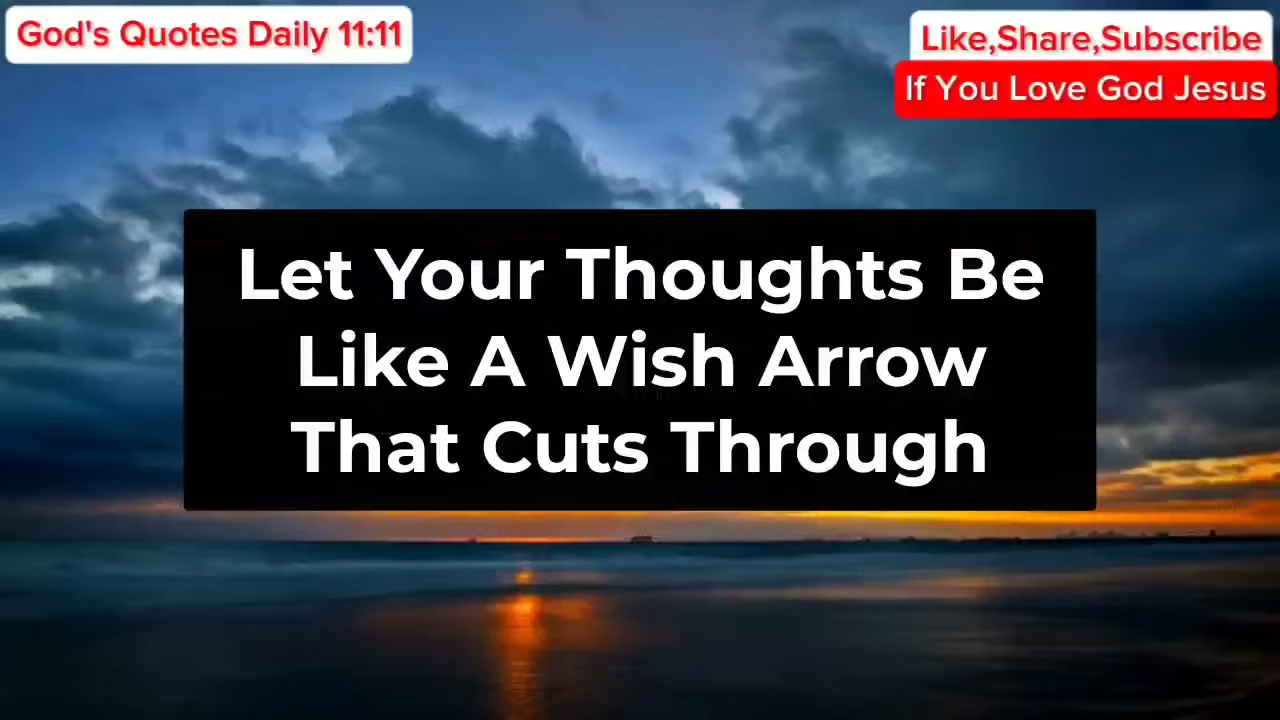 God's Quotes Daily 11:11
Like,Share,Subscribe
If You Love God Jesus
Let Your Thoughts Be
Like A Wish Arrow
That Cuts Through